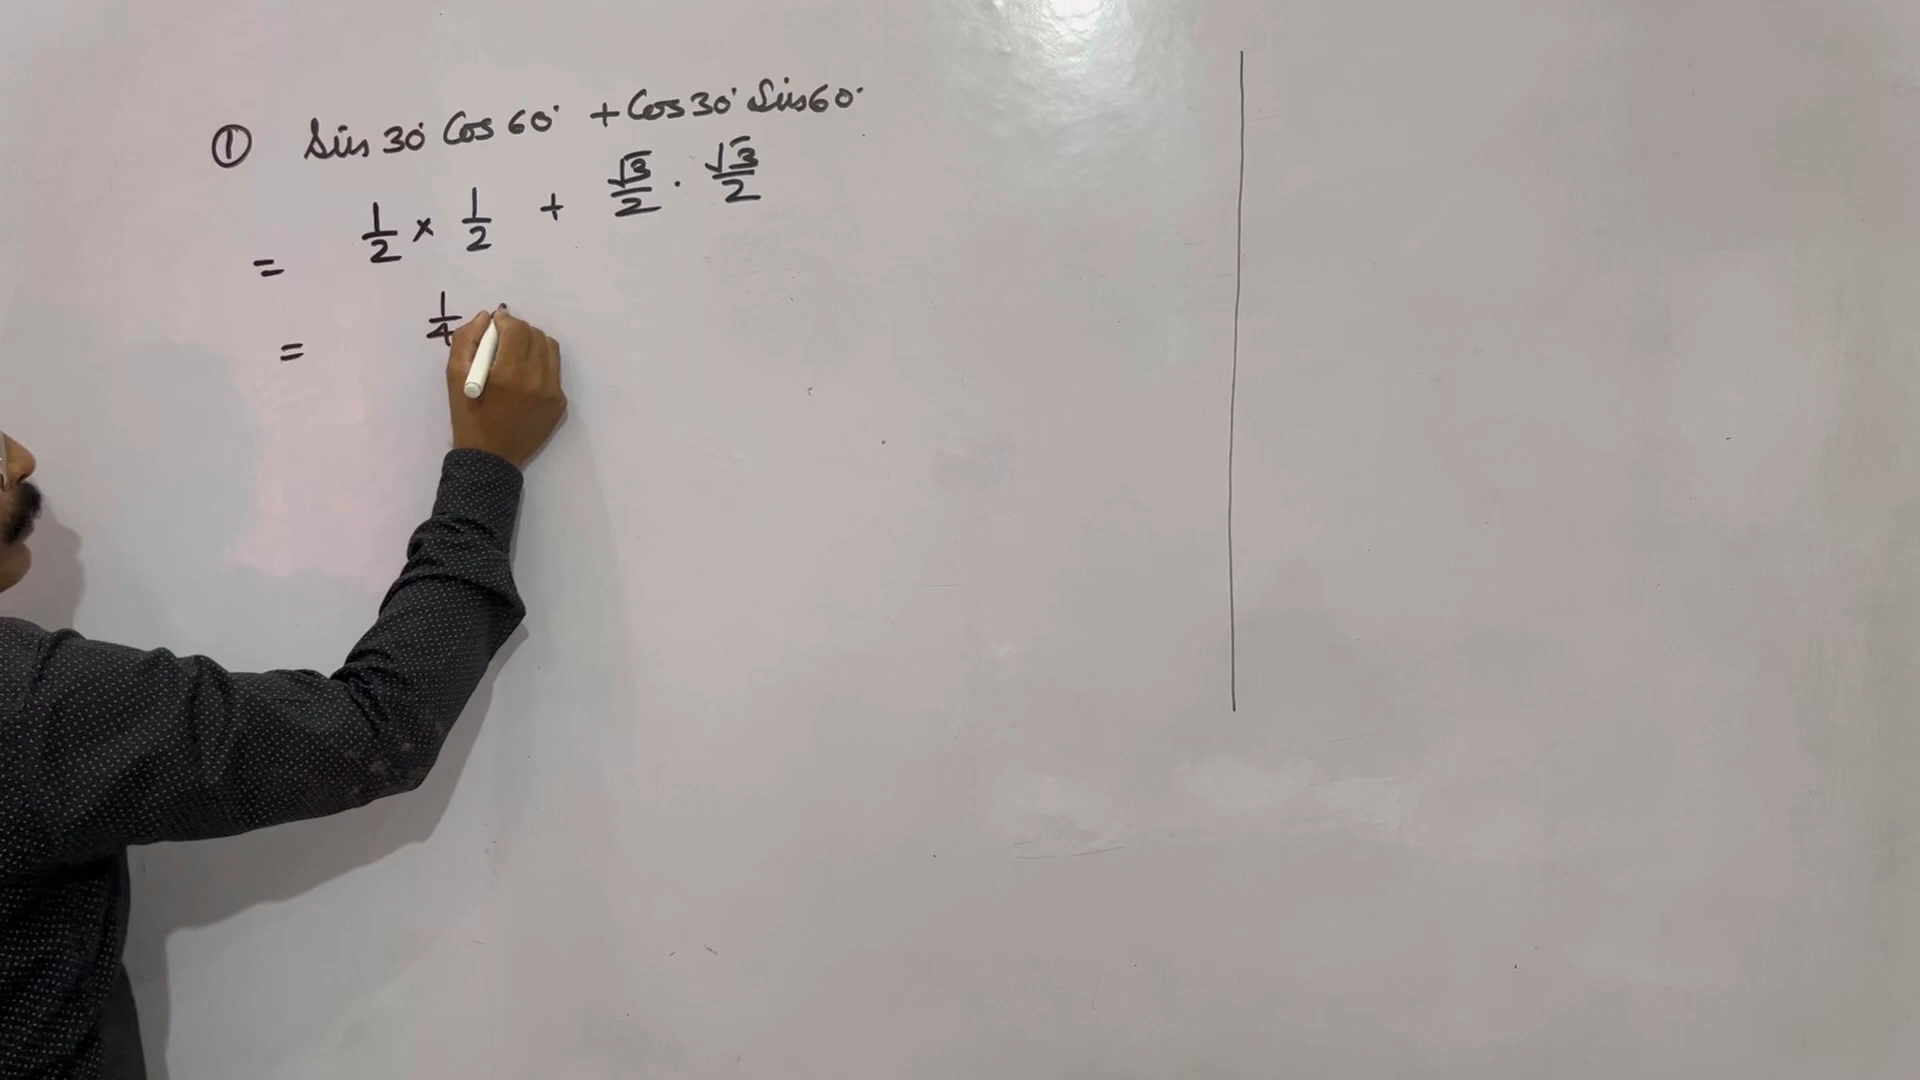 ① Sin 30° Cos 60° + Cos 30° Sin 60°
= 1/2 × 1/2 + √3/2 · √3/2
= 1/4